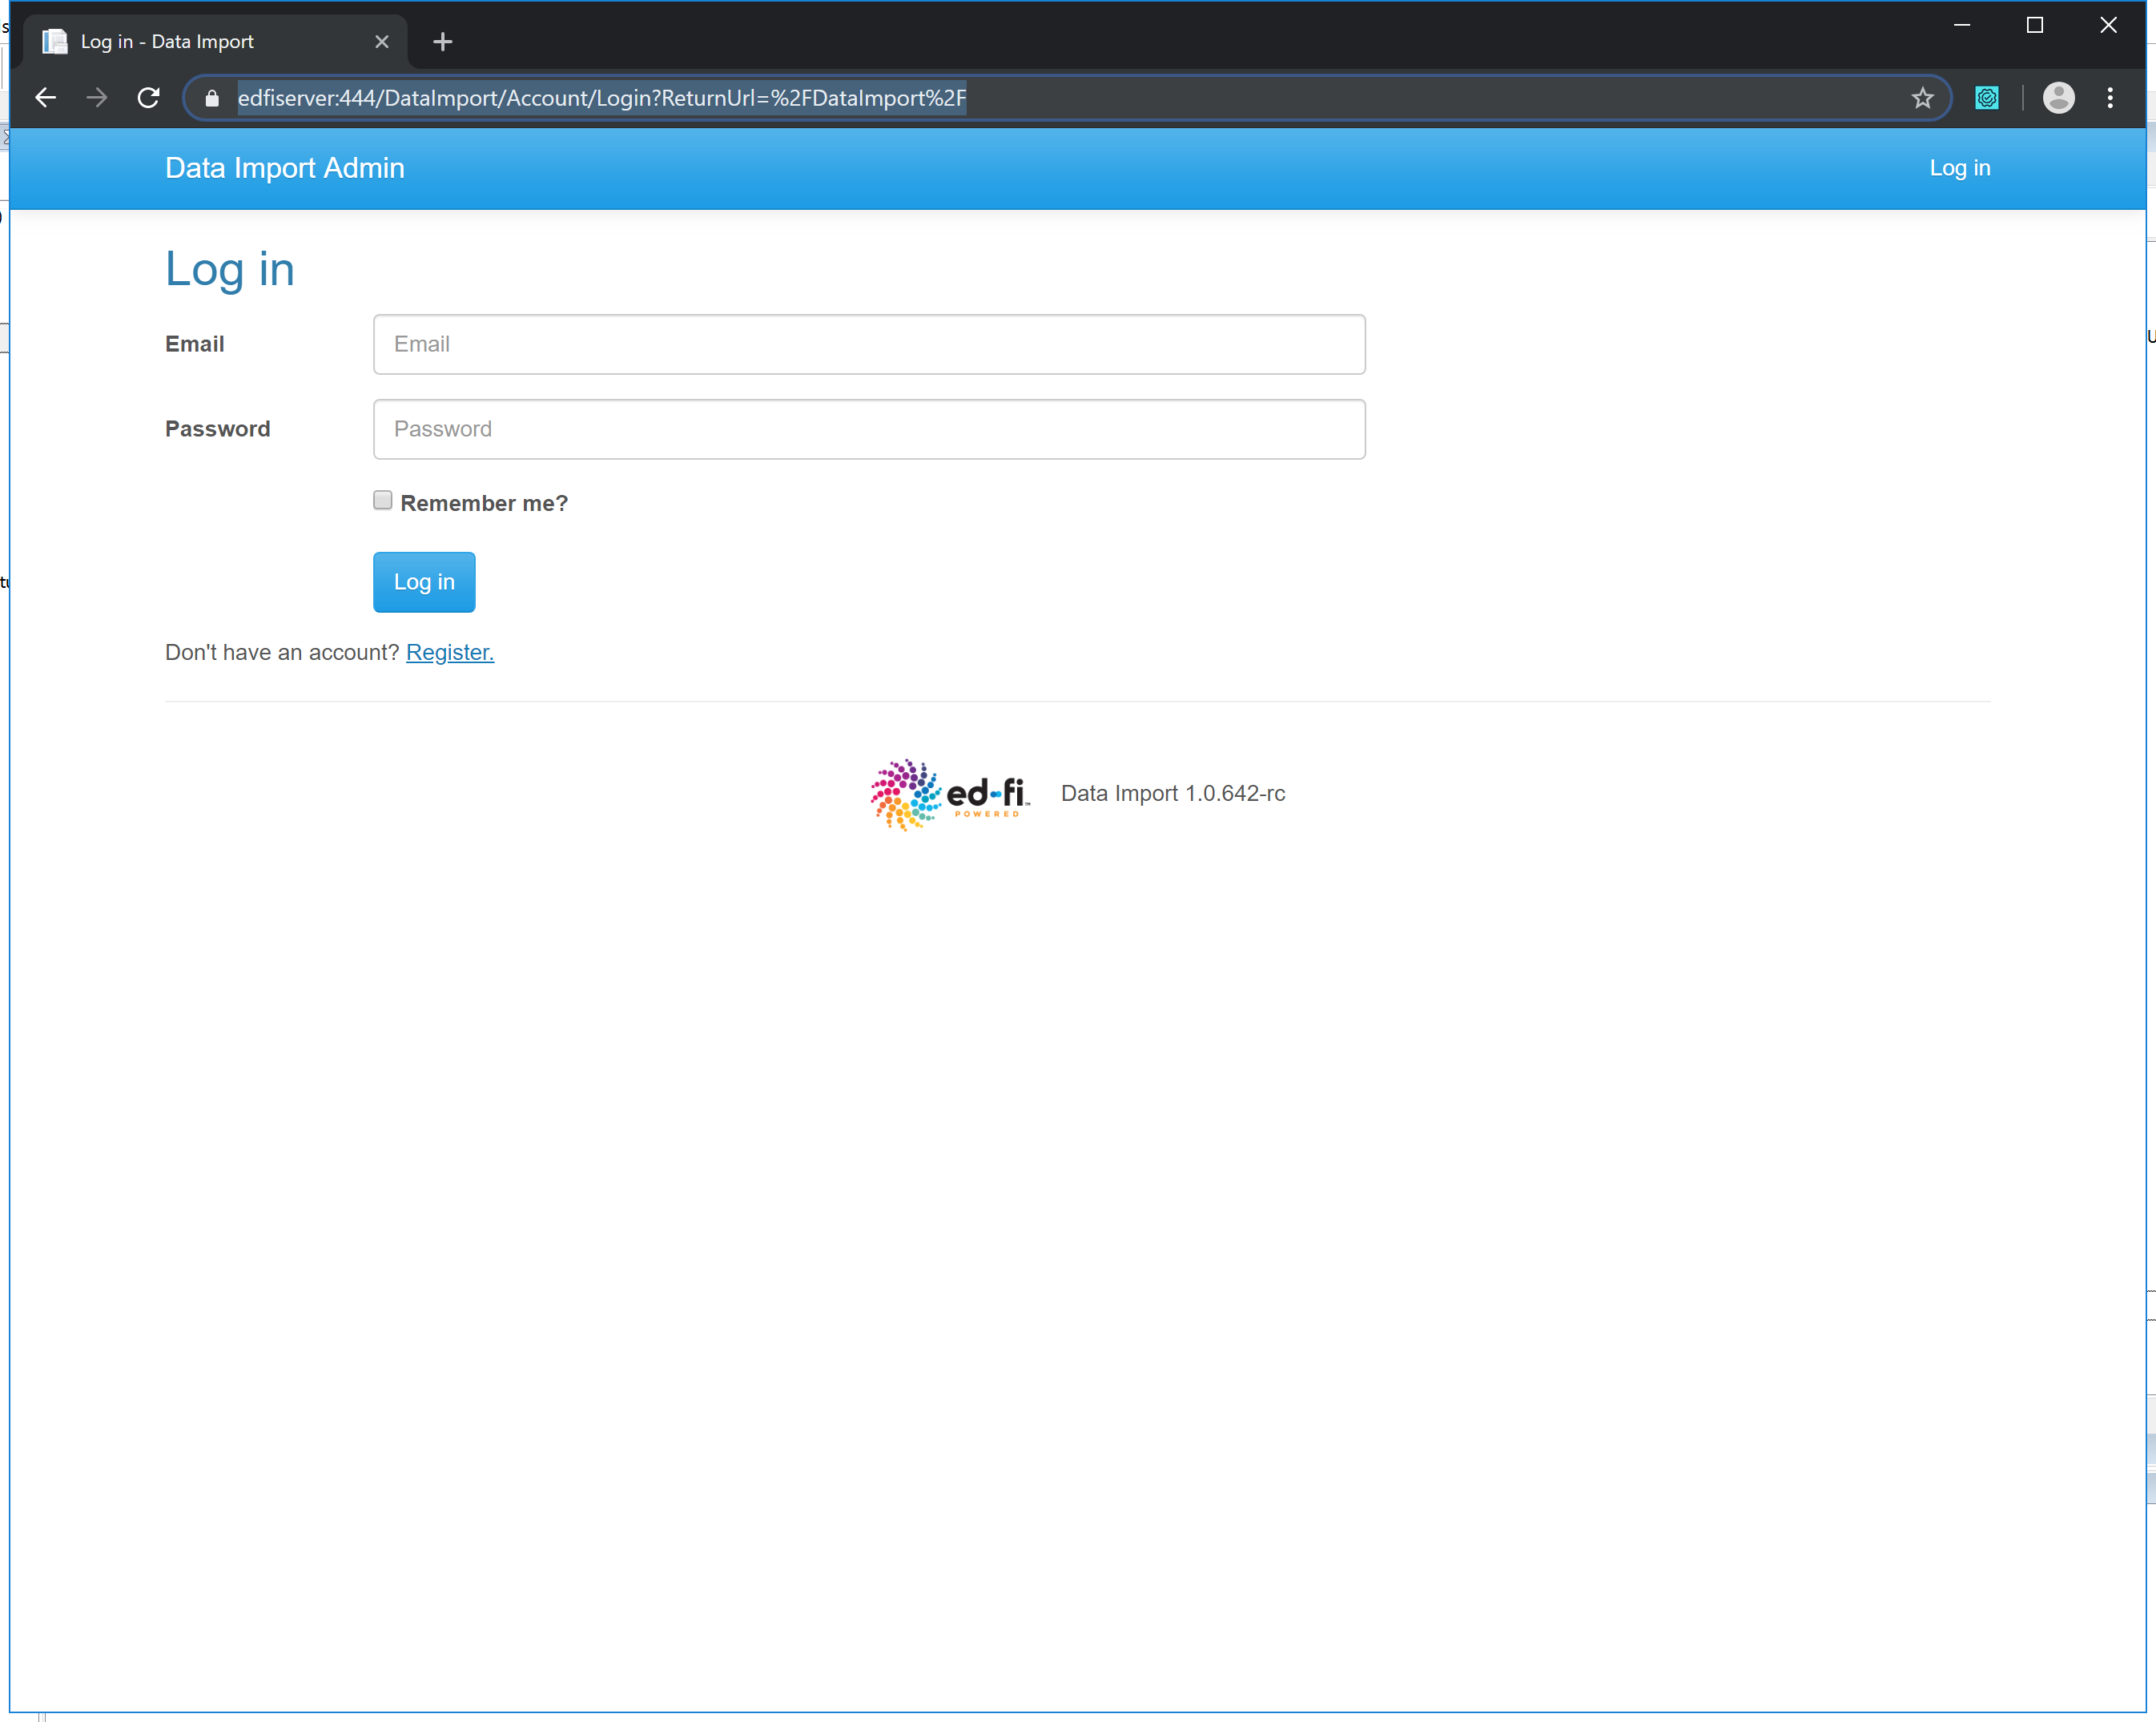 Log in - Data Import
edfiserver:444/DataImport/Account/Login?ReturnUrl=%2FDataImport%2F
Data Import Admin
Log in
Log in
Email
Email
Password
Password
Remember me?
Log in
Don't have an account? Register.
ed-fi
POWERED
Data Import 1.0.642-rc